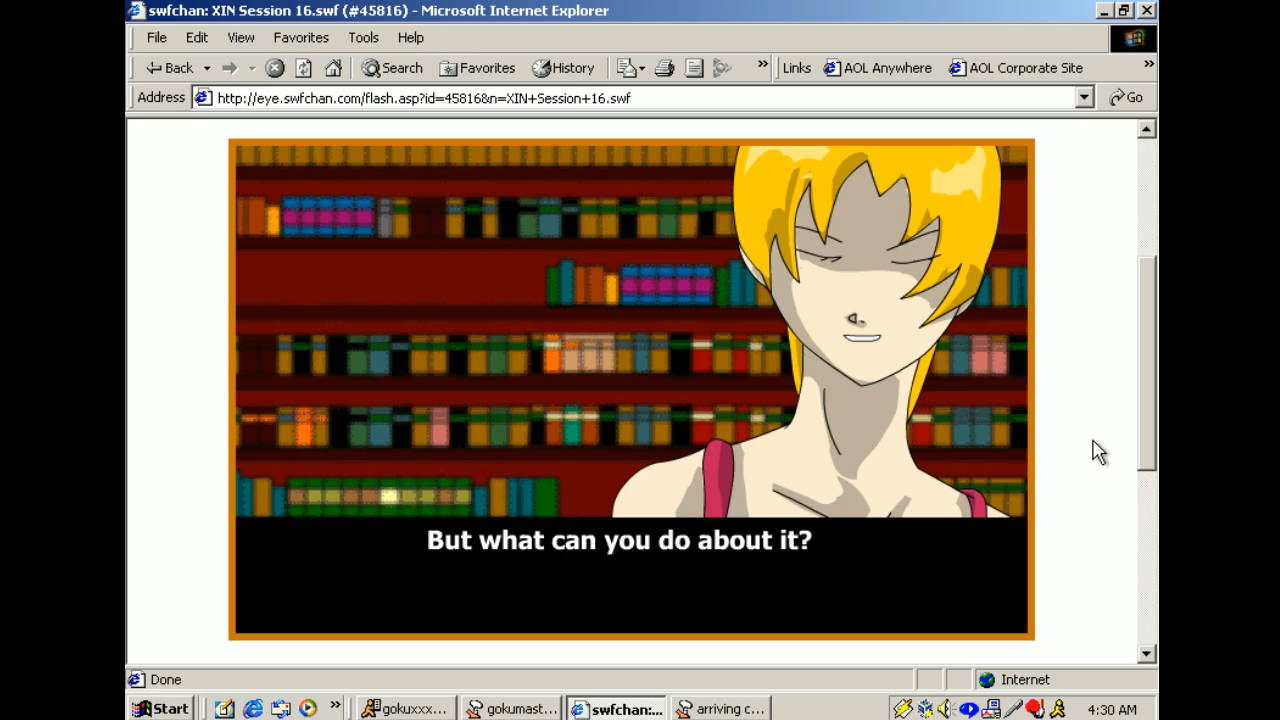 swfchan: XIN Session 16.swf (#45816) - Microsoft Internet Explorer
File Edit View Favorites Tools Help
Back Search Favorites History » Links AOL Anywhere AOL Corporate Site »
Address http://eye.swfchan.com/flash.asp?id=45816&n=XIN+Session+16.swf Go
But what can you do about it?
Done Internet
Start » gokuxxx... gokumast... swfchan:... arriving c... 4:30 AM